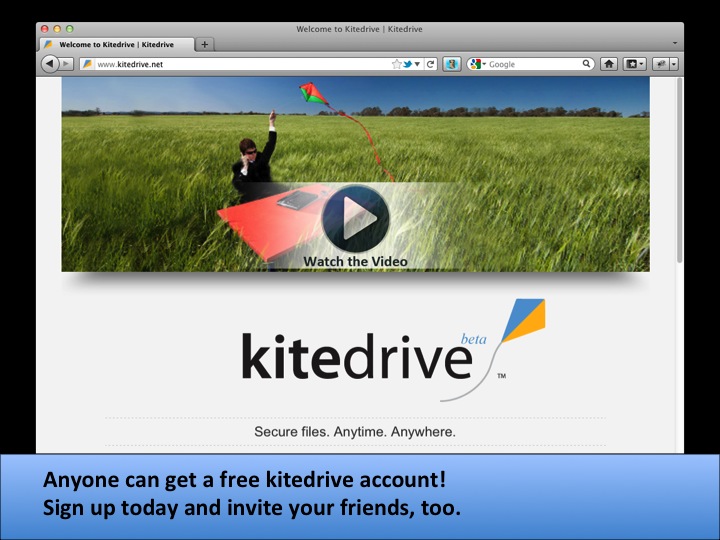 Welcome to Kitedrive | Kitedrive
Welcome to Kitedrive | Kitedrive
www.kitedrive.net
Google
Watch the Video
kitedrive
beta
TM
Secure files. Anytime. Anywhere.
Anyone can get a free kitedrive account!
Sign up today and invite your friends, too.